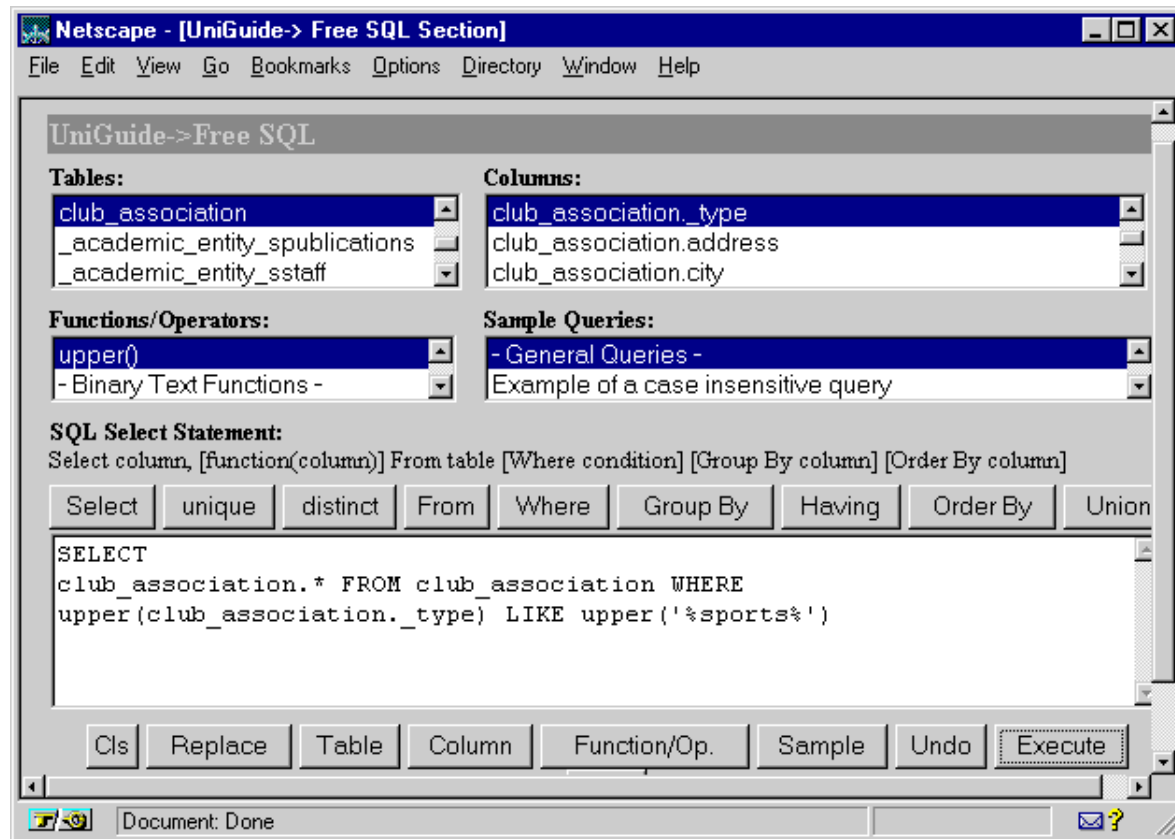 Netscape - [UniGuide-> Free SQL Section]
File Edit View Go Bookmarks Options Directory Window Help
UniGuide->Free SQL
Tables: Columns:
club_association club_association._type
_academic_entity_spublications club_association.address
_academic_entity_sstaff club_association.city
Functions/Operators: Sample Queries:
upper() - General Queries -
- Binary Text Functions - Example of a case insensitive query
SQL Select Statement:
Select column, [function(column)] From table [Where condition] [Group By column] [Order By column]
Select unique distinct From Where Group By Having Order By Union
SELECT
club_association.* FROM club_association WHERE
upper(club_association._type) LIKE upper('%sports%')
Cls Replace Table Column Function/Op. Sample Undo Execute
Document: Done